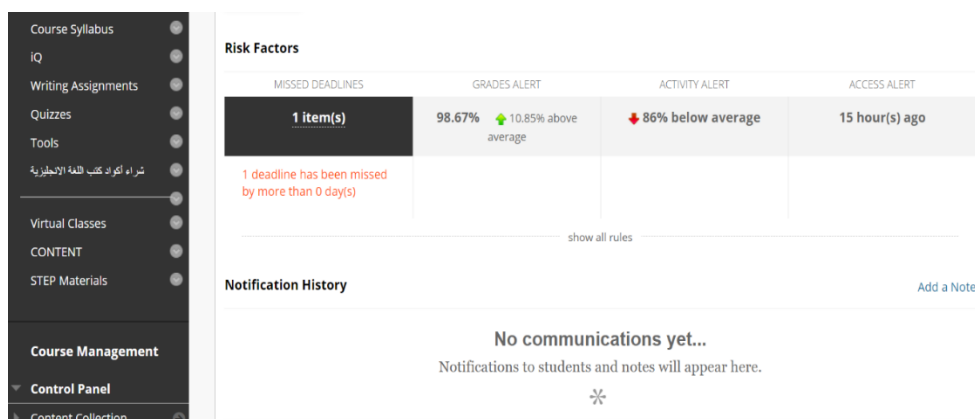 Course Syllabus
iQ
Writing Assignments
Quizzes
Tools
شراء أكواد كتب اللغة الانجليزية
Virtual Classes
CONTENT
STEP Materials
Course Management
Control Panel
Content Collection
Risk Factors
MISSED DEADLINES GRADES ALERT ACTIVITY ALERT ACCESS ALERT
1 item(s) 98.67% 10.85% above average 86% below average 15 hour(s) ago
1 deadline has been missed
by more than 0 day(s)
show all rules
Notification History Add a Note
No communications yet...
Notifications to students and notes will appear here.